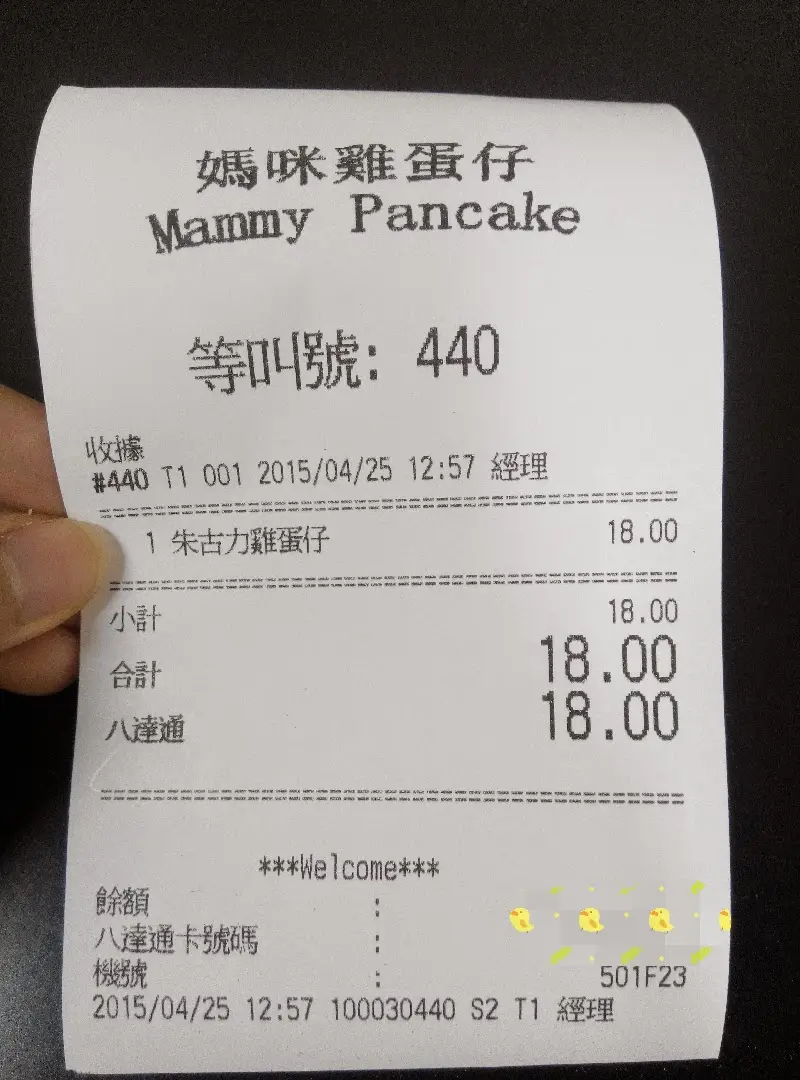 媽咪雞蛋仔
Mammy Pancake
等叫號: 440
收據
#440 T1 001 2015/04/25 12:57 經理
1 朱古力雞蛋仔 18.00
小計 18.00
合計 18.00
八達通 18.00
***Welcome***
餘額 :
八達通卡號碼 :
機號 : 501F23
2015/04/25 12:57 100030440 S2 T1 經理